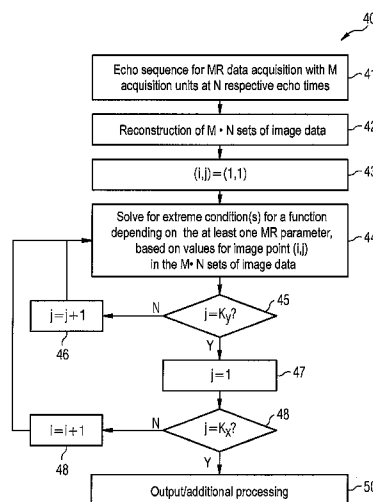 40
Echo sequence for MR data acquisition with M
acquisition units at N respective echo times
41
Reconstruction of M • N sets of image data
42
(i,j)=(1,1)
43
Solve for extreme condition(s) for a function
depending on the at least one MR parameter,
based on values for image point (i,j)
in the M• N sets of image data
44
j=j+1
N
j=Ky?
45
46
Y
j=1
47
i=i+1
N
j=Kx?
48
48
Y
Output/additional processing
50